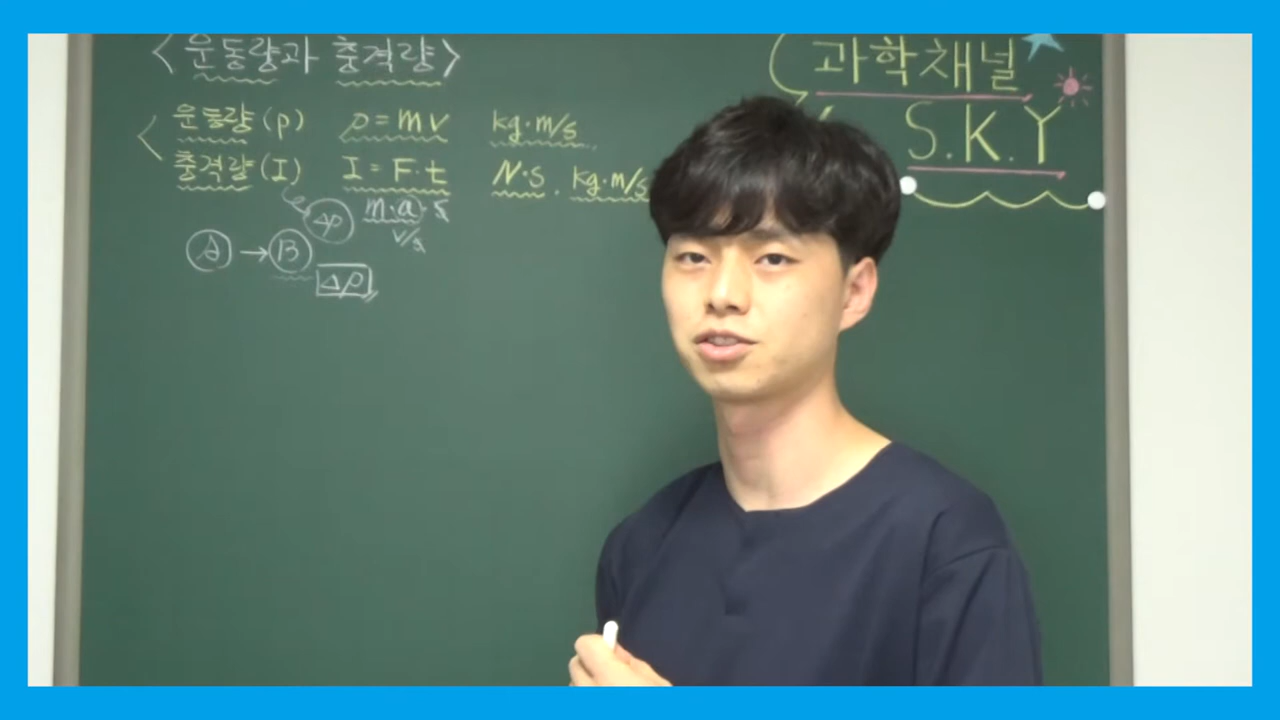 <운동량과 충격량>
운동량(p) p=mv kg·m/s
충격량(I) I=F·t N·s. kg·m/s
Δp m·a·s
v/s
A → B
Δp
과학채널
S.K.Y